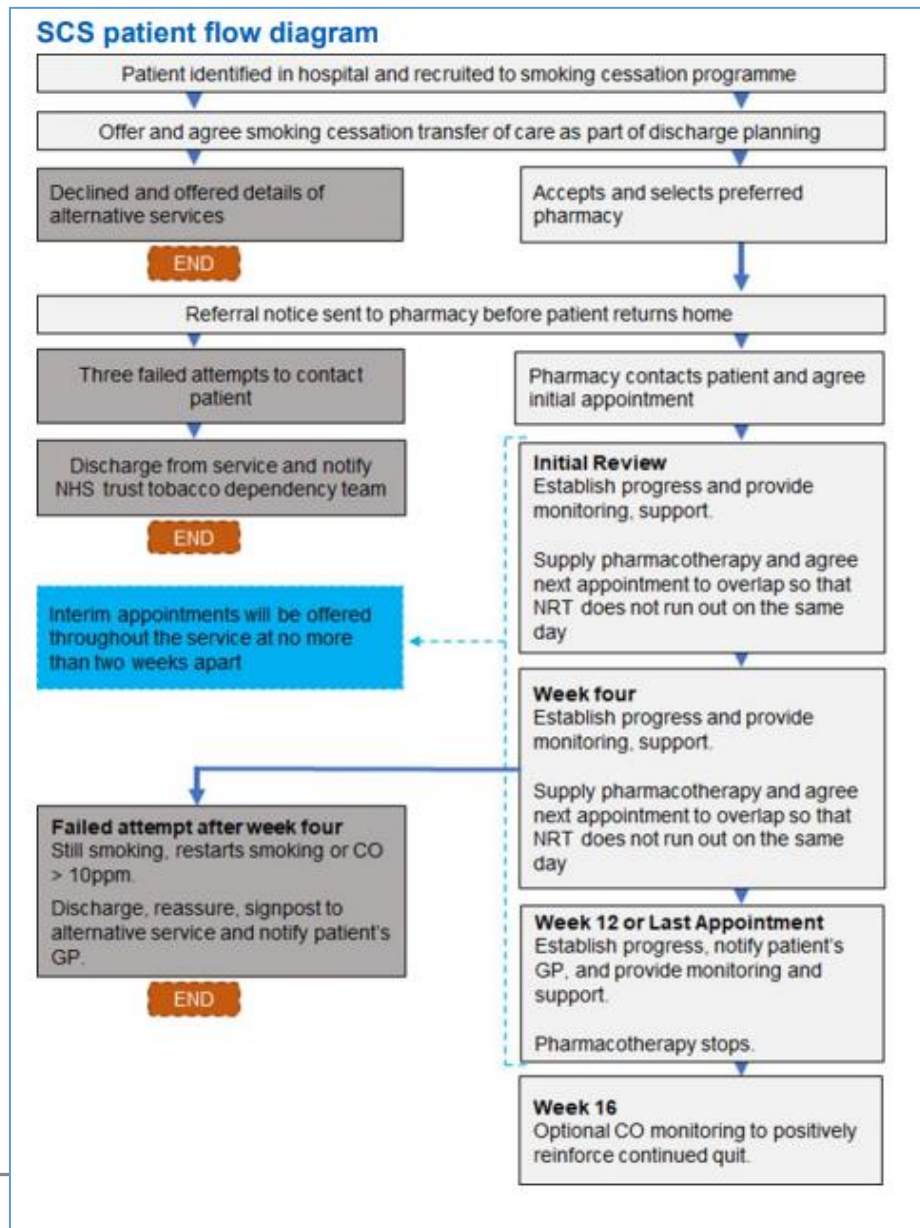 SCS patient flow diagram
Patient identified in hospital and recruited to smoking cessation programme
Offer and agree smoking cessation transfer of care as part of discharge planning
Declined and offered details of
alternative services
END
Accepts and selects preferred
pharmacy
Referral notice sent to pharmacy before patient returns home
Three failed attempts to contact
patient
Discharge from service and notify
NHS trust tobacco dependency team
END
Pharmacy contacts patient and agree
initial appointment
Initial Review
Establish progress and provide
monitoring, support.
Supply pharmacotherapy and agree
next appointment to overlap so that
NRT does not run out on the same
day
Interim appointments will be offered
throughout the service at no more
than two weeks apart
Week four
Establish progress and provide
monitoring, support.
Supply pharmacotherapy and agree
next appointment to overlap so that
NRT does not run out on the same
day
Failed attempt after week four
Still smoking, restarts smoking or CO
> 10ppm.
Discharge, reassure, signpost to
alternative service and notify patient's
GP.
END
Week 12 or Last Appointment
Establish progress, notify patient's
GP, and provide monitoring and
support.
Pharmacotherapy stops.
Week 16
Optional CO monitoring to positively
reinforce continued quit.